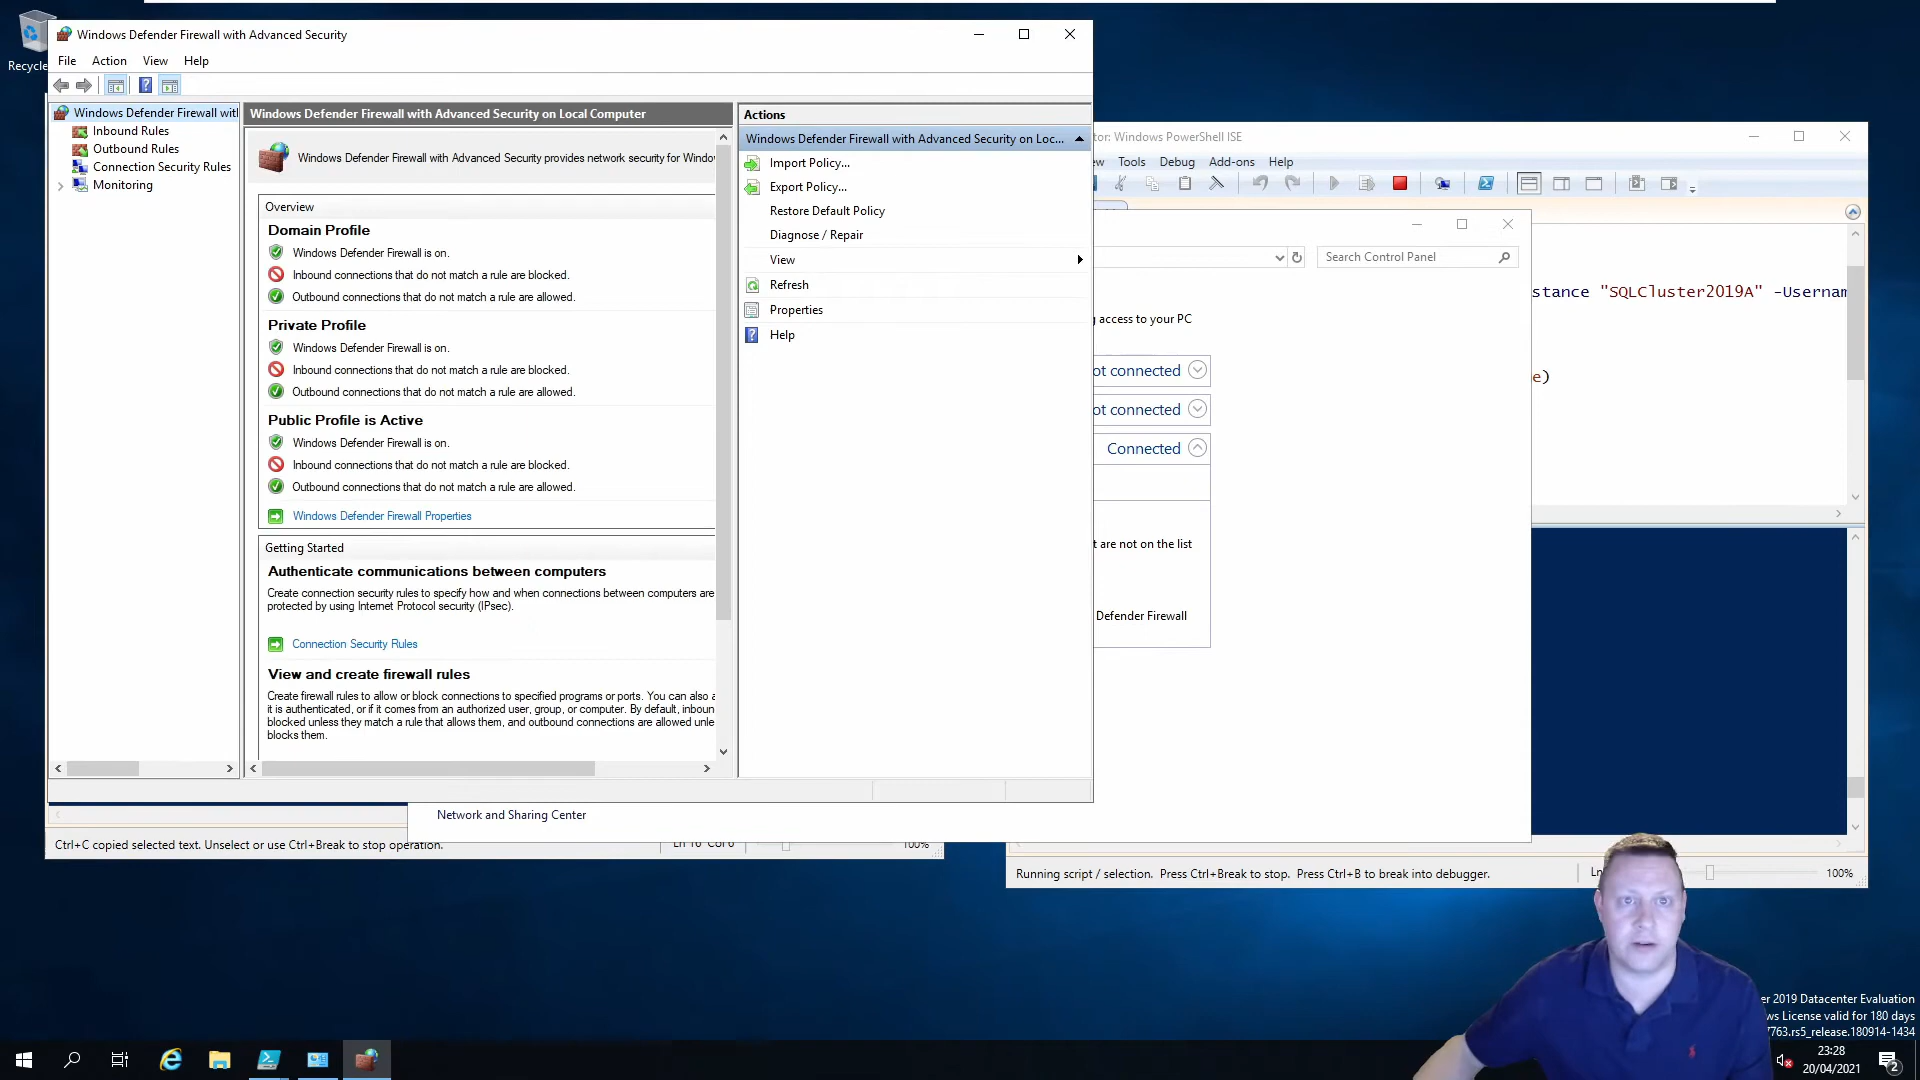 Recycle
Windows Defender Firewall with Advanced Security
File Action View Help
Windows Defender Firewall wit
Inbound Rules
Outbound Rules
Connection Security Rules
Monitoring
Windows Defender Firewall with Advanced Security on Local Computer
Windows Defender Firewall with Advanced Security provides network security for Windo
Overview
Domain Profile
Windows Defender Firewall is on.
Inbound connections that do not match a rule are blocked.
Outbound connections that do not match a rule are allowed.
Private Profile
Windows Defender Firewall is on.
Inbound connections that do not match a rule are blocked.
Outbound connections that do not match a rule are allowed.
Public Profile is Active
Windows Defender Firewall is on.
Inbound connections that do not match a rule are blocked.
Outbound connections that do not match a rule are allowed.
Windows Defender Firewall Properties
Getting Started
Authenticate communications between computers
Create connection security rules to specify how and when connections between computers are
protected by using Internet Protocol security (IPsec).
Connection Security Rules
View and create firewall rules
Create firewall rules to allow or block connections to specified programs or ports. You can also a
it is authenticated, or if it comes from an authorized user, group, or computer. By default, inboun
blocked unless they match a rule that allows them, and outbound connections are allowed unle
blocks them.
Actions
Windows Defender Firewall with Advanced Security on Loc...
Import Policy...
Export Policy...
Restore Default Policy
Diagnose / Repair
View
Refresh
Properties
Help
tor: Windows PowerShell ISE
ew Tools Debug Add-ons Help
Search Control Panel
stance "SQLCluster2019A" -Usernam
g access to your PC
ot connected
e)
ot connected
Connected
t are not on the list
Defender Firewall
Network and Sharing Center
Ctrl+C copied selected text. Unselect or use Ctrl+Break to stop operation.
Ln 16 Col 6
100%
Running script / selection. Press Ctrl+Break to stop. Press Ctrl+B to break into debugger.
Ln
100%
er 2019 Datacenter Evaluation
ws License valid for 180 days
7763.rs5_release.180914-1434
23:28
20/04/2021
2